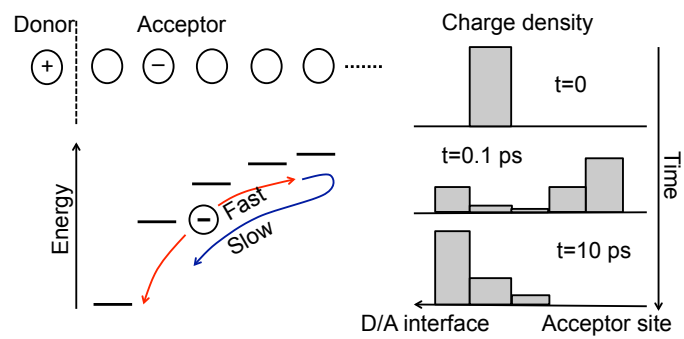 Donor Acceptor
+ −
Charge density
t=0
t=0.1 ps
t=10 ps
Time
Energy
−
Fast
Slow
D/A interface Acceptor site